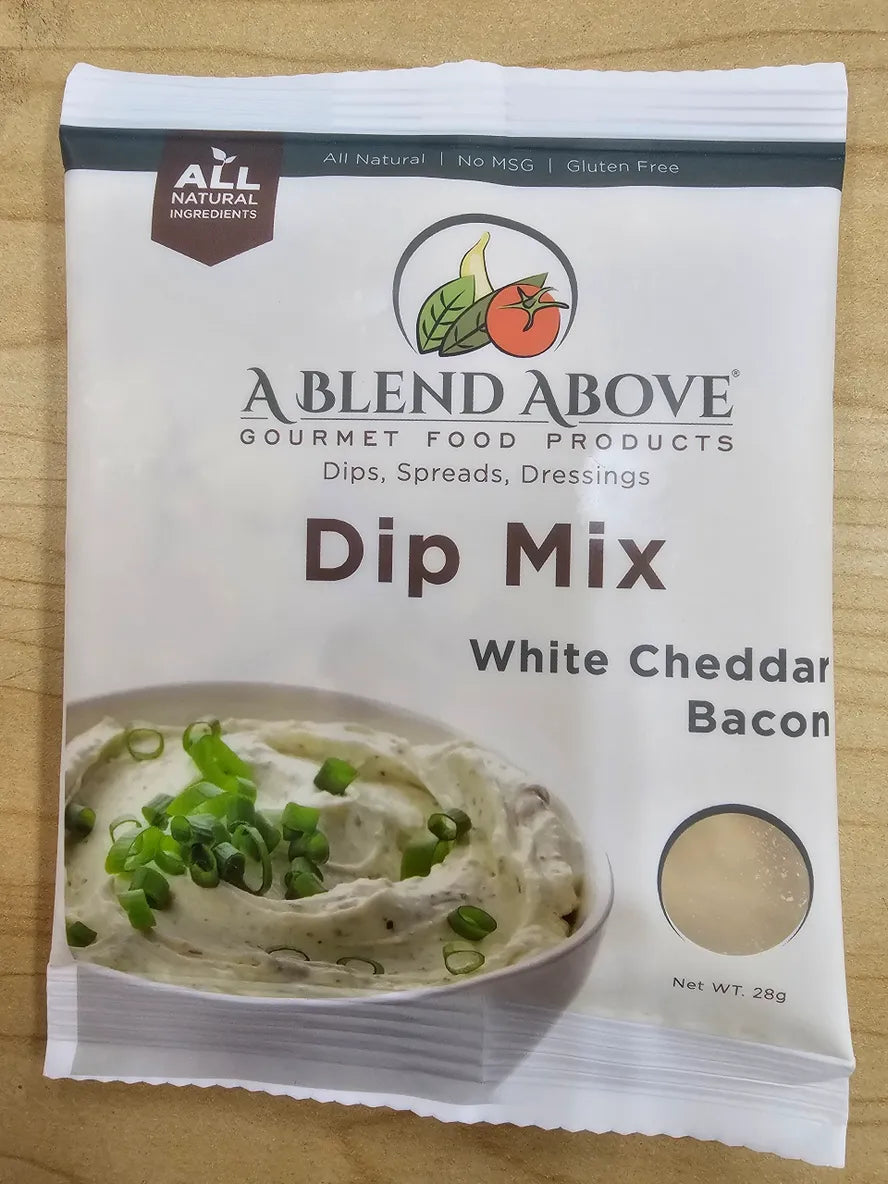 All Natural | No MSG | Gluten Free
ALL
NATURAL
INGREDIENTS
A BLEND ABOVE®
GOURMET FOOD PRODUCTS
Dips, Spreads, Dressings
Dip Mix
White Cheddar
Bacon
Net WT. 28g